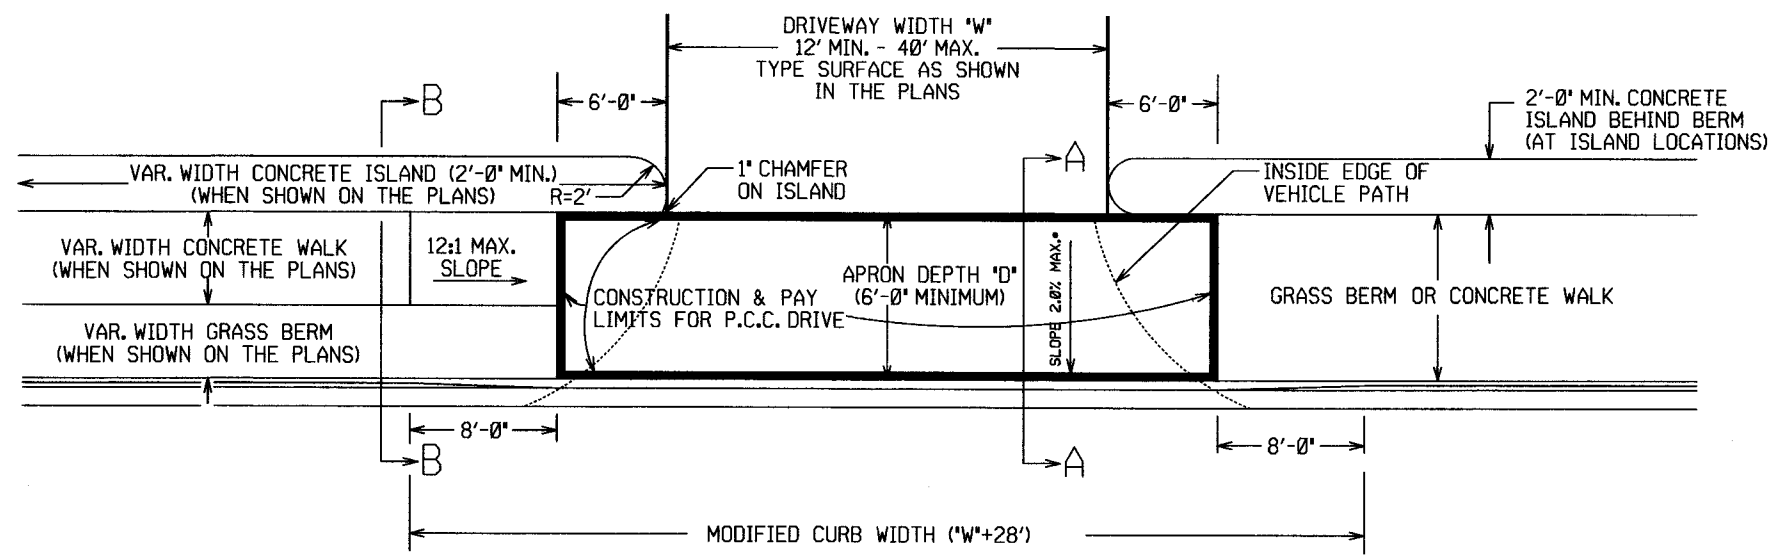 DRIVEWAY WIDTH "W"
12' MIN. - 40' MAX.
TYPE SURFACE AS SHOWN
IN THE PLANS
B
6'-0"
6'-0"
2'-0" MIN. CONCRETE
ISLAND BEHIND BERM
(AT ISLAND LOCATIONS)
A
VAR. WIDTH CONCRETE ISLAND (2'-0" MIN.)
(WHEN SHOWN ON THE PLANS)
R=2'
1" CHAMFER
ON ISLAND
INSIDE EDGE OF
VEHICLE PATH
VAR. WIDTH CONCRETE WALK
(WHEN SHOWN ON THE PLANS)
12:1 MAX.
SLOPE
APRON DEPTH "D"
(6'-0" MINIMUM)
SLOPE 2.0% MAX.*
CONSTRUCTION & PAY
LIMITS FOR P.C.C. DRIVE
GRASS BERM OR CONCRETE WALK
VAR. WIDTH GRASS BERM
(WHEN SHOWN ON THE PLANS)
8'-0"
B
A
8'-0"
MODIFIED CURB WIDTH ("W"+28')